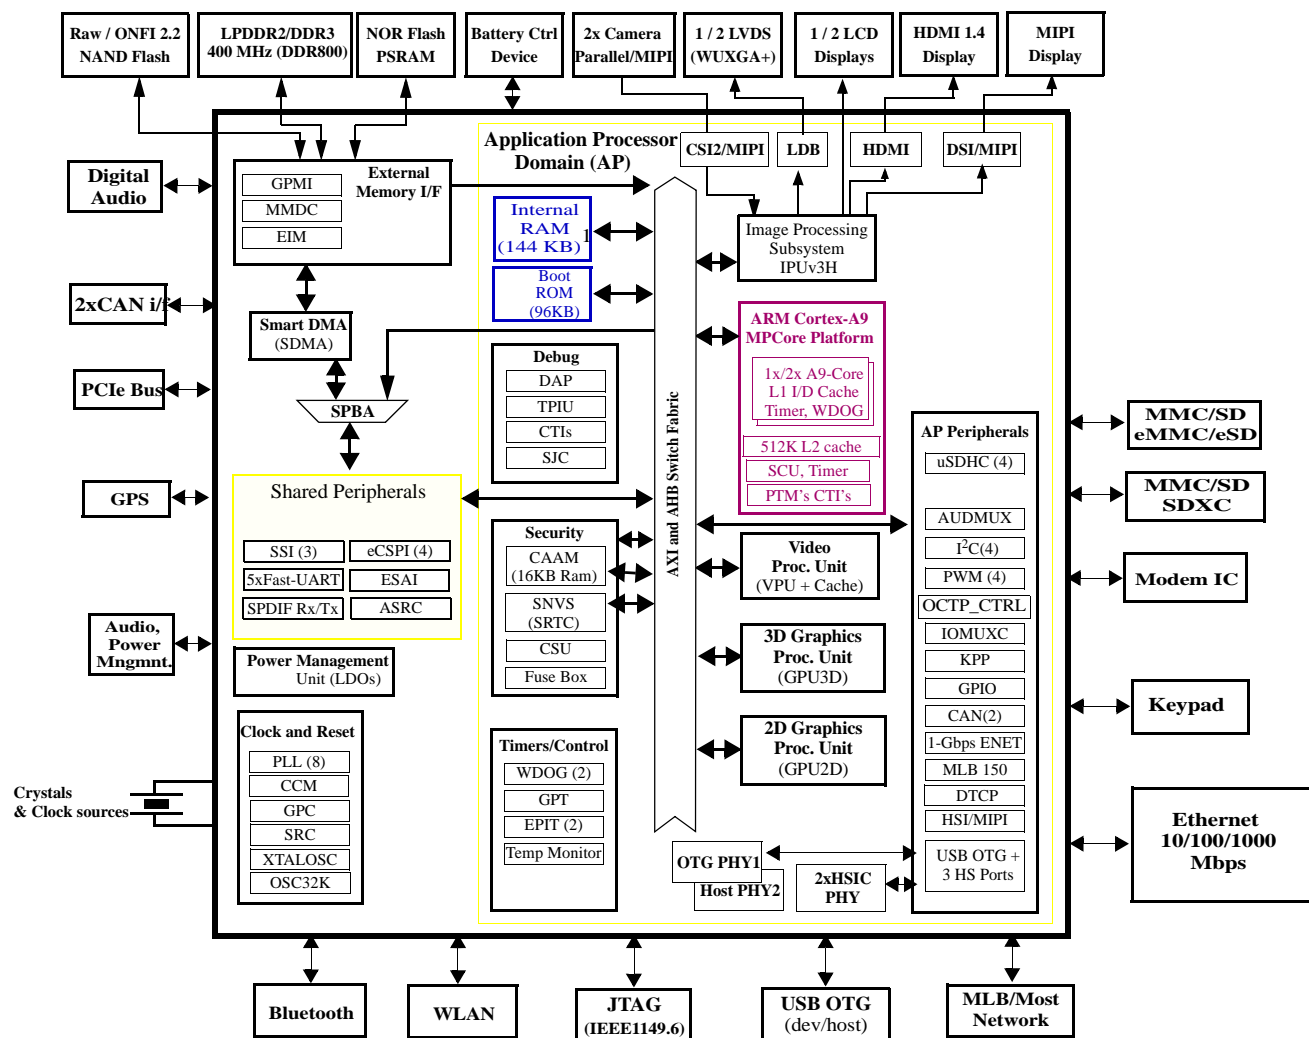 Raw / ONFI 2.2
NAND Flash
LPDDR2/DDR3
400 MHz (DDR800)
NOR Flash
PSRAM
Battery Ctrl
Device
2x Camera
Parallel/MIPI
1 / 2 LVDS
(WUXGA+)
1 / 2 LCD
Displays
HDMI 1.4
Display
MIPI
Display
Digital
Audio
2xCAN i/f
PCIe Bus
GPS
Audio,
Power
Mngmnt.
Crystals
& Clock sources
External
Memory I/F
GPMI
MMDC
EIM
Smart DMA
(SDMA)
SPBA
Shared Peripherals
SSI (3)
eCSPI (4)
5xFast-UART
ESAI
SPDIF Rx/Tx
ASRC
Power Management
Unit (LDOs)
Clock and Reset
PLL (8)
CCM
GPC
SRC
XTALOSC
OSC32K
Application Processor
Domain (AP)
Internal
RAM
(144 KB)
1
Boot
ROM
(96KB)
Debug
DAP
TPIU
CTIs
SJC
Security
CAAM
(16KB Ram)
SNVS
(SRTC)
CSU
Fuse Box
Timers/Control
WDOG (2)
GPT
EPIT (2)
Temp Monitor
AXI and AHB Switch Fabric
CSI2/MIPI
LDB
HDMI
DSI/MIPI
Image Processing
Subsystem
IPUv3H
ARM Cortex-A9
MPCore Platform
1x/2x A9-Core
L1 I/D Cache
Timer, WDOG
512K L2 cache
SCU, Timer
PTM's CTI's
Video
Proc. Unit
(VPU + Cache)
3D Graphics
Proc. Unit
(GPU3D)
2D Graphics
Proc. Unit
(GPU2D)
OTG PHY1
Host PHY2
2xHSIC
PHY
AP Peripherals
uSDHC (4)
AUDMUX
I2C(4)
PWM (4)
OCTP_CTRL
IOMUXC
KPP
GPIO
CAN(2)
1-Gbps ENET
MLB 150
DTCP
HSI/MIPI
USB OTG +
3 HS Ports
MMC/SD
eMMC/eSD
MMC/SD
SDXC
Modem IC
Keypad
Ethernet
10/100/1000
Mbps
Bluetooth
WLAN
JTAG
(IEEE1149.6)
USB OTG
(dev/host)
MLB/Most
Network